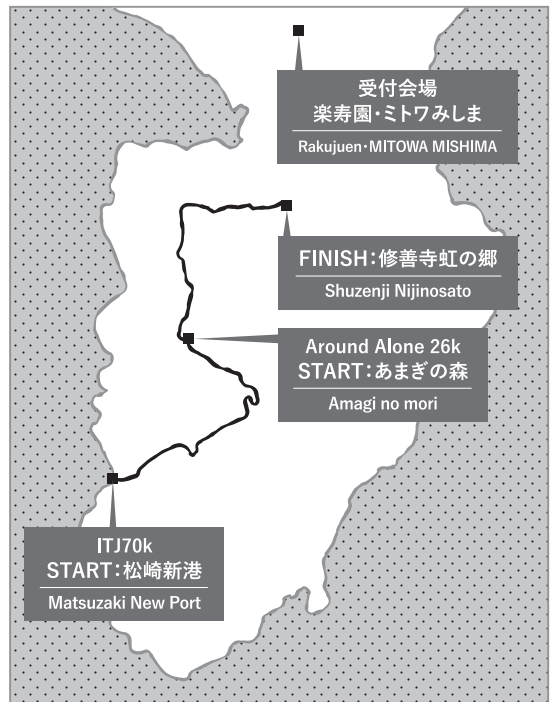 受付会場
楽寿園・ミトワみしま
Rakujuen・MITOWA MISHIMA
FINISH：修善寺虹の郷
Shuzenji Nijinosato
Around Alone 26k
START：あまぎの森
Amagi no mori
ITJ70k
START：松崎新港
Matsuzaki New Port